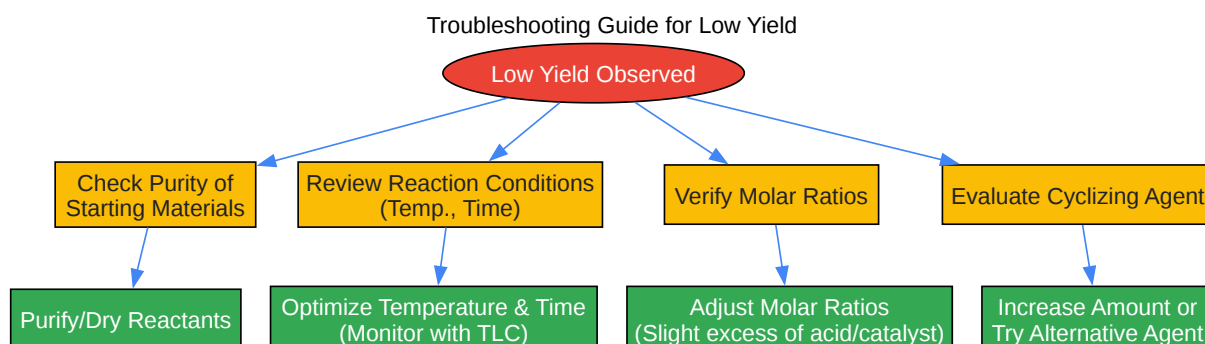 Troubleshooting Guide for Low Yield
Low Yield Observed
Check Purity of
Starting Materials
Review Reaction Conditions
(Temp., Time)
Verify Molar Ratios
Evaluate Cyclizing Agent
Purify/Dry Reactants
Optimize Temperature & Time
(Monitor with TLC)
Adjust Molar Ratios
(Slight excess of acid/catalyst)
Increase Amount or
Try Alternative Agent